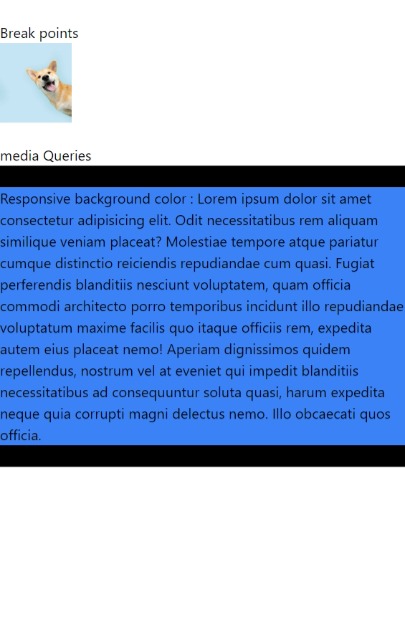 Break points
media Queries
Responsive background color : Lorem ipsum dolor sit amet
consectetur adipisicing elit. Odit necessitatibus rem aliquam
similique veniam placeat? Molestiae tempore atque pariatur
cumque distinctio reiciendis repudiandae cum quasi. Fugiat
perferendis blanditiis nesciunt voluptatem, quam officia
commodi architecto porro temporibus incidunt illo repudiandae
voluptatum maxime facilis quo itaque officiis rem, expedita
autem eius placeat nemo! Aperiam dignissimos quidem
repellendus, nostrum vel at eveniet qui impedit blanditiis
necessitatibus ad consequuntur soluta quasi, harum expedita
neque quia corrupti magni delectus nemo. Illo obcaecati quos
officia.